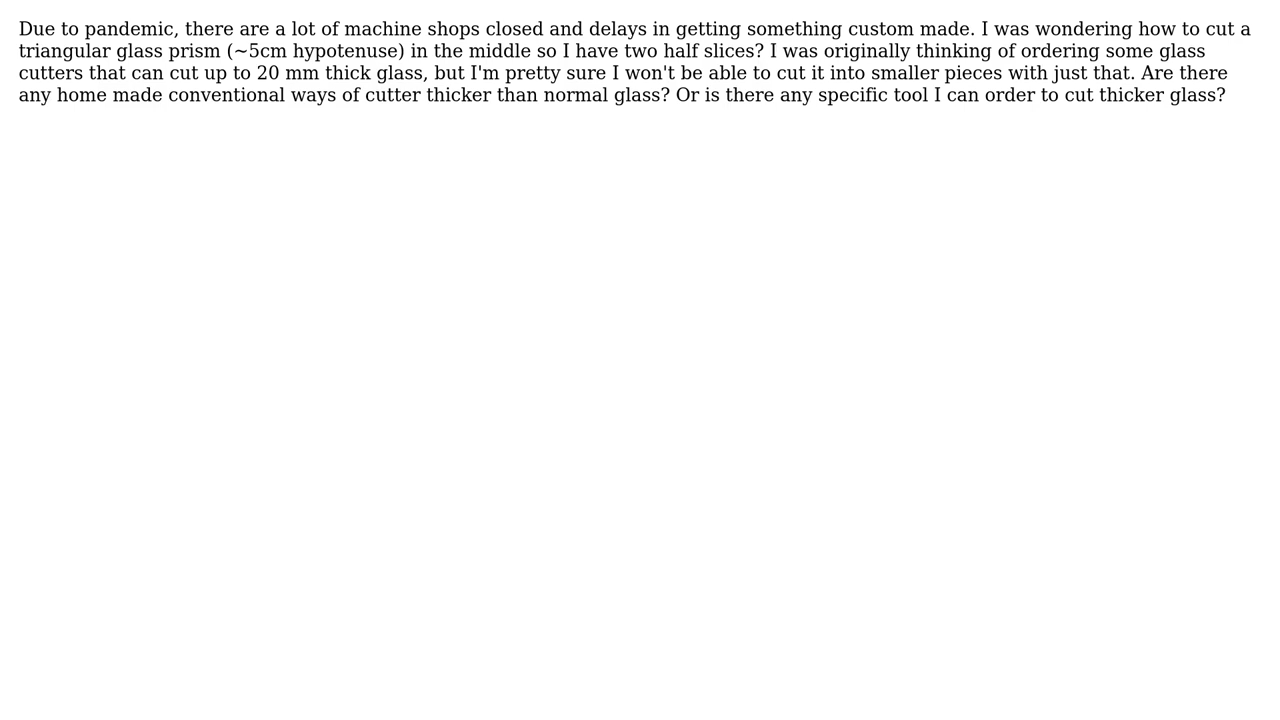 Due to pandemic, there are a lot of machine shops closed and delays in getting something custom made. I was wondering how to cut a
triangular glass prism (~5cm hypotenuse) in the middle so I have two half slices? I was originally thinking of ordering some glass
cutters that can cut up to 20 mm thick glass, but I'm pretty sure I won't be able to cut it into smaller pieces with just that. Are there
any home made conventional ways of cutter thicker than normal glass? Or is there any specific tool I can order to cut thicker glass?